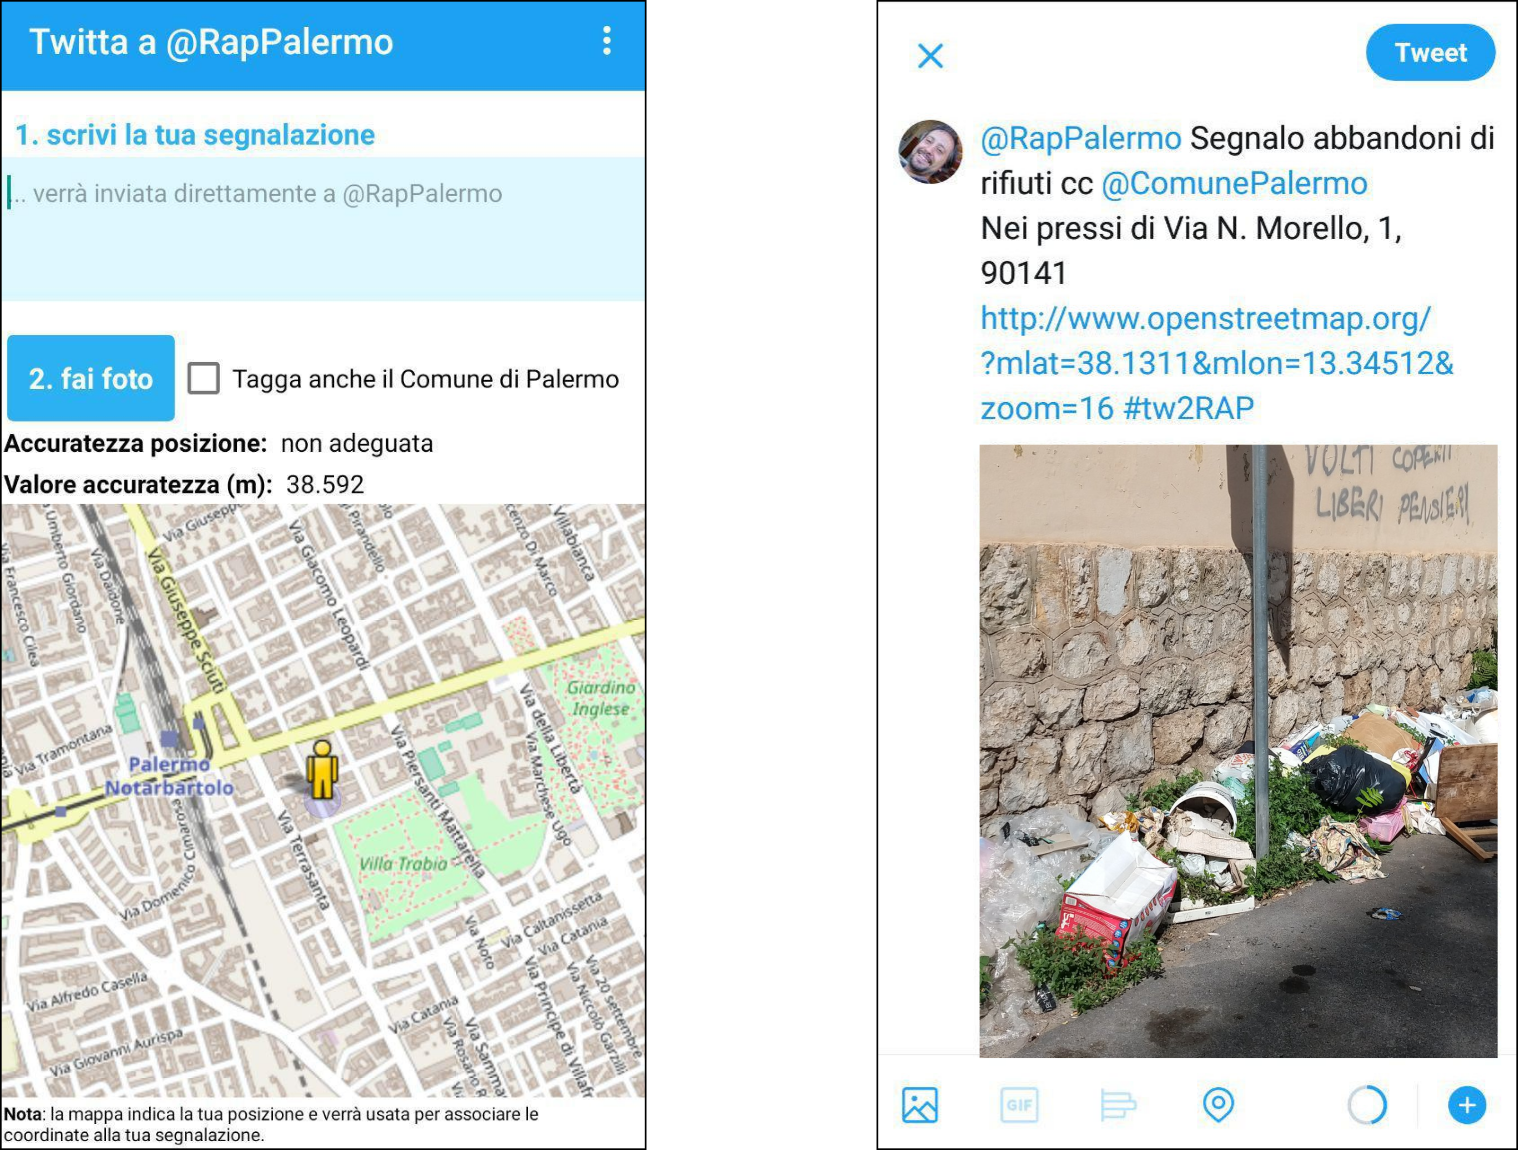 Twitta a @RapPalermo
1. scrivi la tua segnalazione
... verrà inviata direttamente a @RapPalermo
2. fai foto
Tagga anche il Comune di Palermo
Accuratezza posizione: non adeguata
Valore accuratezza (m): 38.592
Via Giuseppe
Umberto Giordano
Via Daidone
Via Francesco Cilea
Via Giuseppe Sciuti
Via Giacomo Leopardi
Pirandello
Di Marco
Villabianca
Giardino
Inglese
Via Tramontana
Palermo
Notarbartolo
Via Piersanti Mattarella
Via della Libertà
Via Marchese Ugo
Via Terrasanta
Villa Trabia
Cimarosa
Via Domenico
Via Noto
Via Caltanissetta
Via Catania
Via 20 settembre
Via Niccolò Garzilli
Via Principe di Villaf
Via Alfredo Casella
Via Catania
Via Rosario
Via Samm
Via Giovanni Aurispa
Nota: la mappa indica la tua posizione e verrà usata per associare le
coordinate alla tua segnalazione.
Tweet
@RapPalermo Segnalo abbandoni di
rifiuti cc @ComunePalermo
Nei pressi di Via N. Morello, 1,
90141
http://www.openstreetmap.org/
?mlat=38.1311&mlon=13.34512&
zoom=16 #tw2RAP
VOLTI COPERTI
LIBERI PENSIERI
GIF